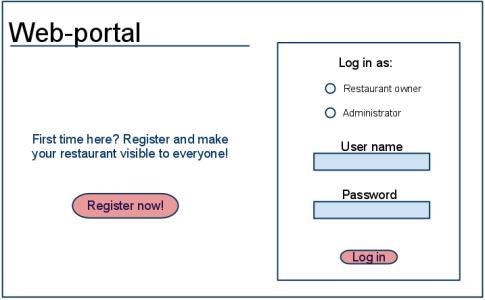 Web-portal
First time here? Register and make
your restaurant visible to everyone!
Register now!
Log in as:
Restaurant owner
Administrator
User name
Password
Log in